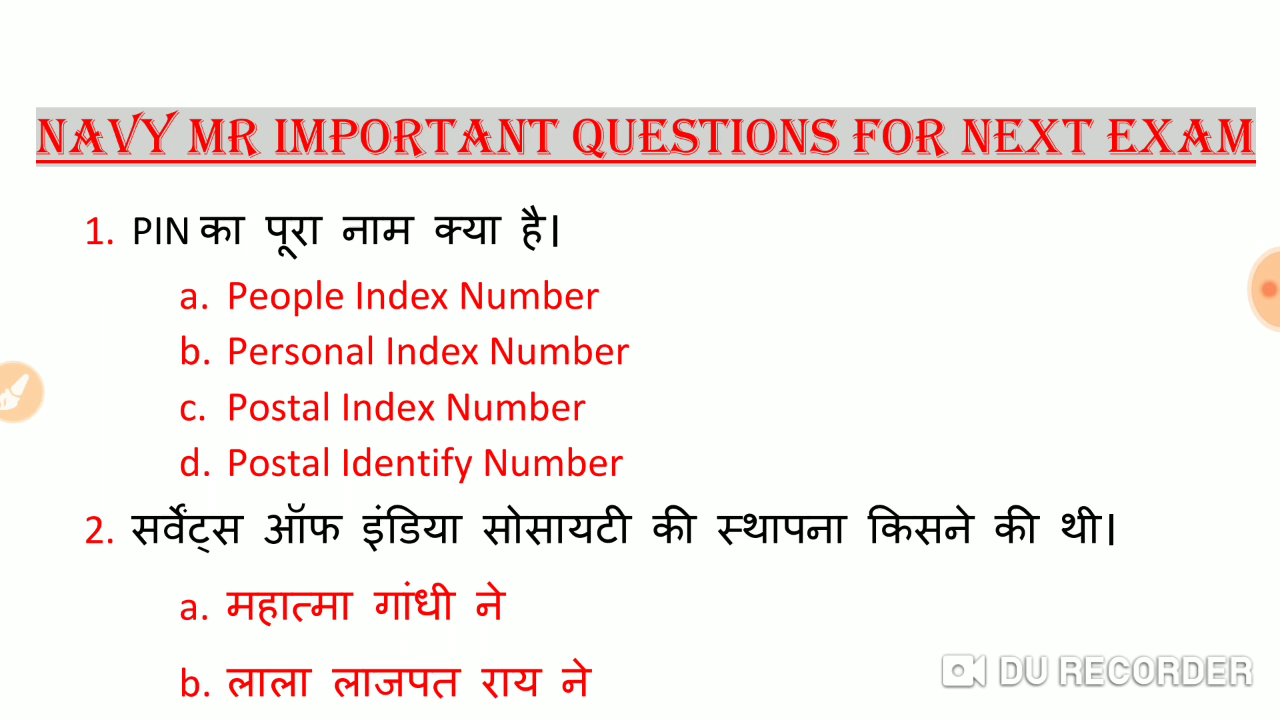 NAVY MR IMPORTANT QUESTIONS FOR NEXT EXAM
1. PIN का पूरा नाम क्या है।
a. People Index Number
b. Personal Index Number
c. Postal Index Number
d. Postal Identify Number
2. सर्वेंट्स ऑफ इंडिया सोसायटी की स्थापना किसने की थी।
a. महात्मा गांधी ने
b. लाला लाजपत राय ने
DU RECORDER